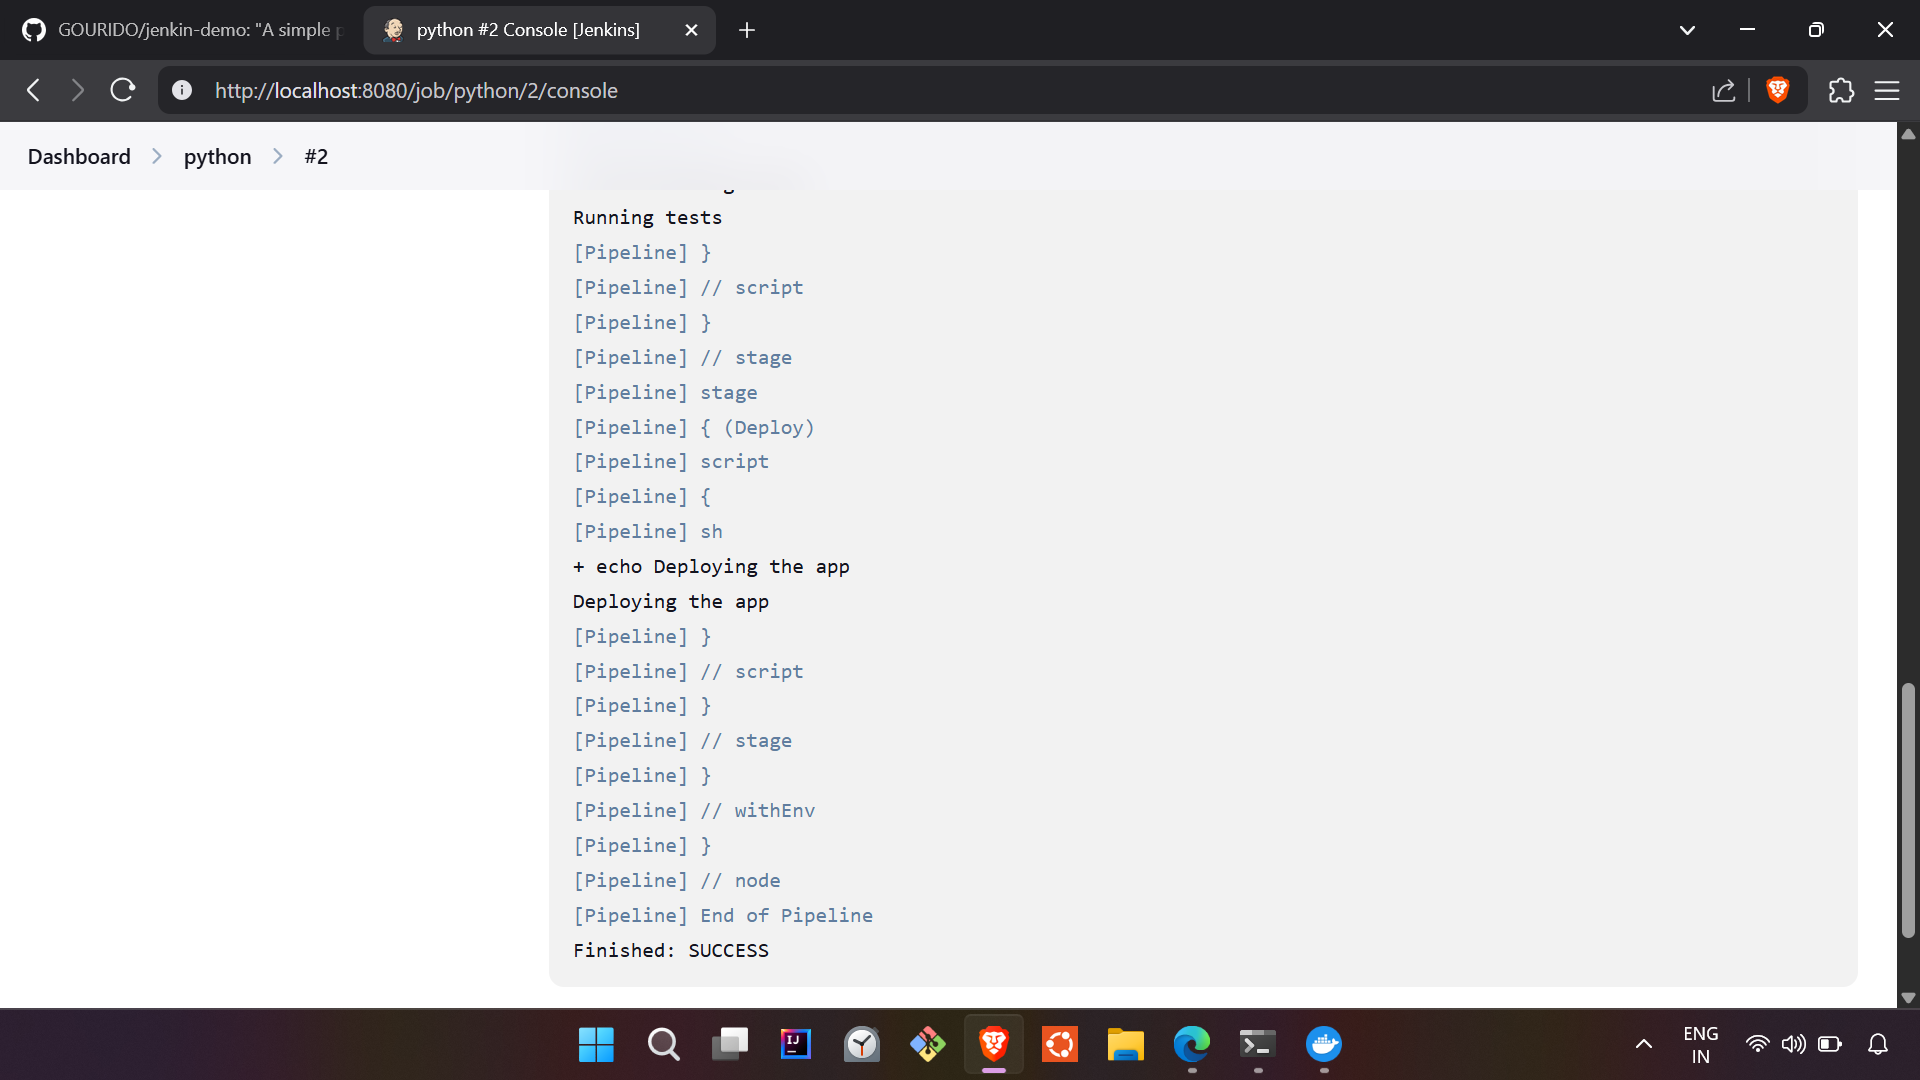 GOURIDO/jenkin-demo: "A simple
python #2 Console [Jenkins]
http://localhost:8080/job/python/2/console
Dashboard python #2
Running tests
[Pipeline] }
[Pipeline] // script
[Pipeline] }
[Pipeline] // stage
[Pipeline] stage
[Pipeline] { (Deploy)
[Pipeline] script
[Pipeline] {
[Pipeline] sh
+ echo Deploying the app
Deploying the app
[Pipeline] }
[Pipeline] // script
[Pipeline] }
[Pipeline] // stage
[Pipeline] }
[Pipeline] // withEnv
[Pipeline] }
[Pipeline] // node
[Pipeline] End of Pipeline
Finished: SUCCESS
IJ
ENG
IN